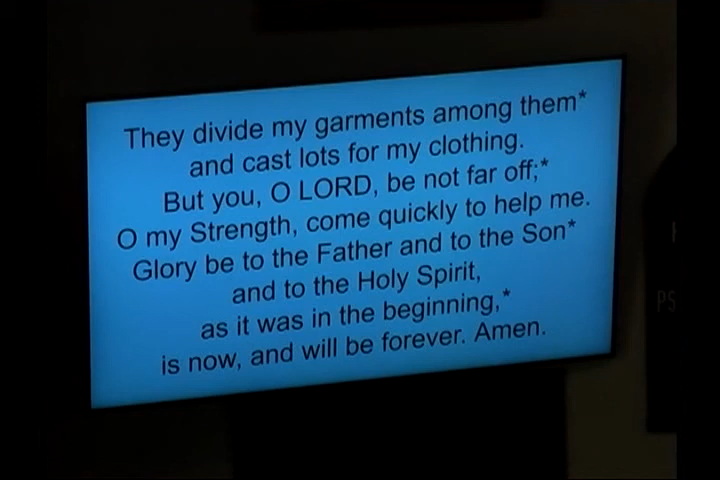 They divide my garments among them*
and cast lots for my clothing.
But you, O LORD, be not far off;*
O my Strength, come quickly to help me.
Glory be to the Father and to the Son*
and to the Holy Spirit,
as it was in the beginning,*
is now, and will be forever. Amen.